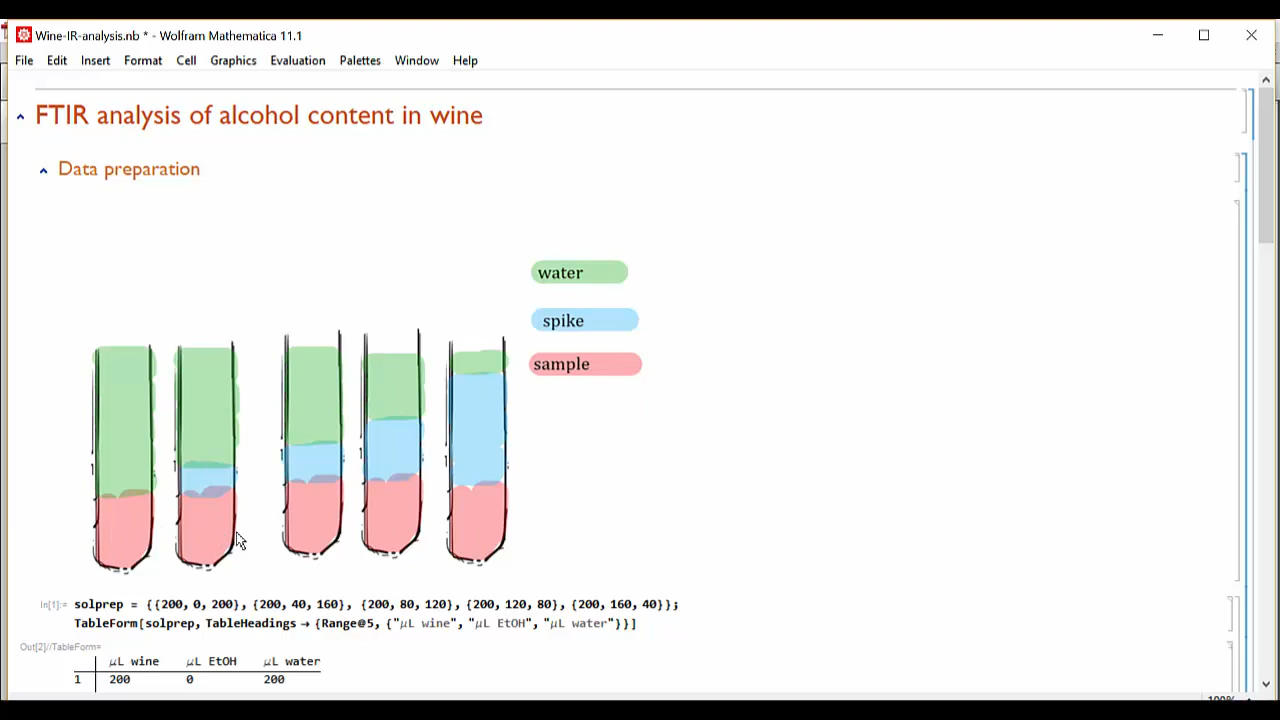 Wine-IR-analysis.nb * - Wolfram Mathematica 11.1
File Edit Insert Format Cell Graphics Evaluation Palettes Window Help
FTIR analysis of alcohol content in wine
Data preparation
water
spike
sample
In[1]:= solprep = {{200, 0, 200}, {200, 40, 160}, {200, 80, 120}, {200, 120, 80}, {200, 160, 40}};
TableForm[solprep, TableHeadings → {Range@5, {"μL wine", "μL EtOH", "μL water"}}]
Out[2]//TableForm=
μL wine μL EtOH μL water
1 200 0 200